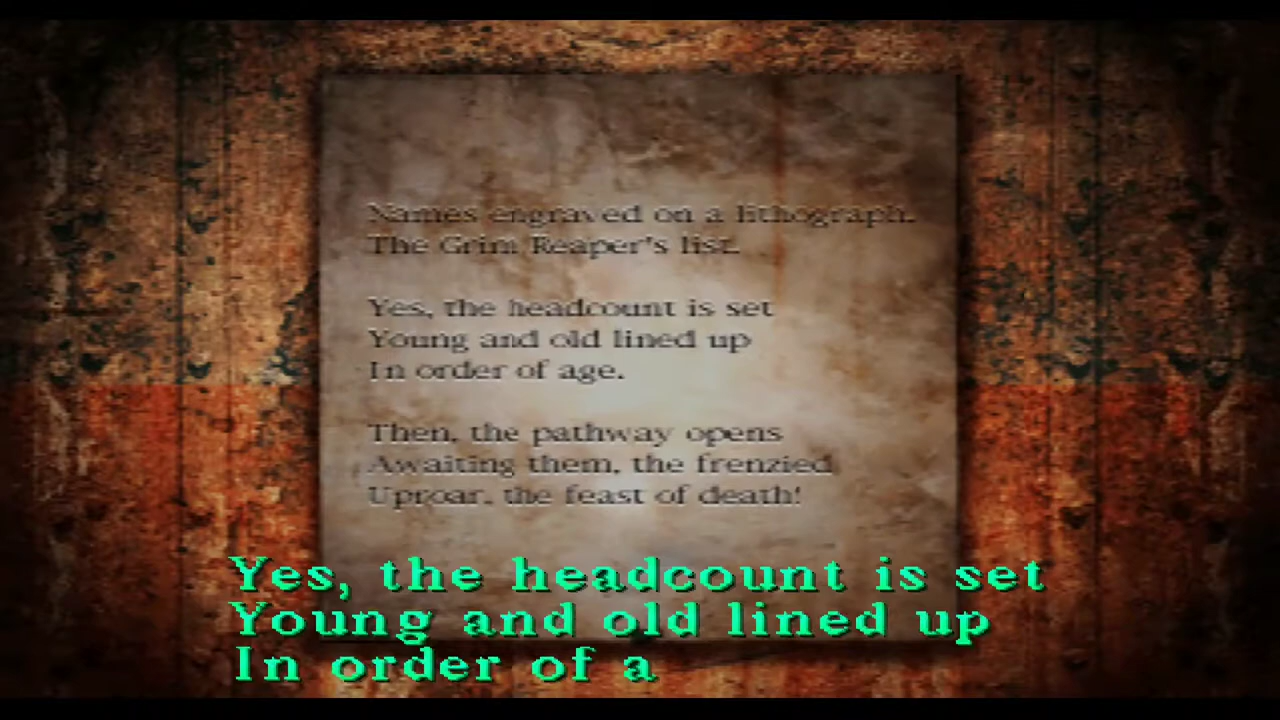 Names engraved on a lithograph.
The Grim Reaper's list.
Yes, the headcount is set
Young and old lined up
In order of age.
Then, the pathway opens
Awaiting them, the frenzied
Uproar, the feast of death!
Yes, the headcount is set
Young and old lined up
In order of a